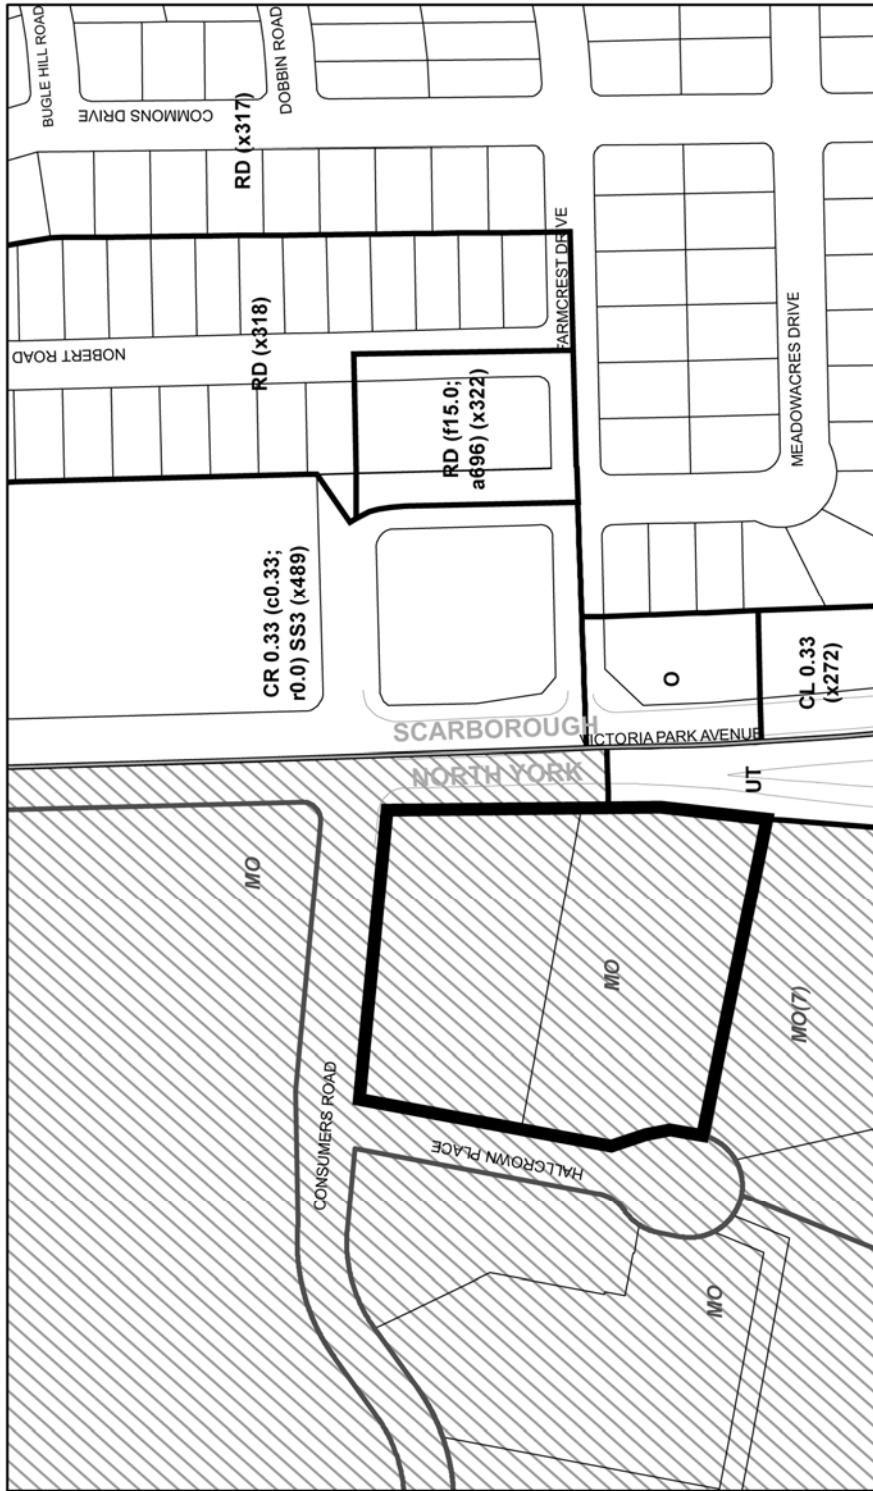 BUGLE HILL ROAD
COMMONS DRIVE
DOBBIN ROAD
RD (x317)
NOBERT ROAD
RD (x318)
FARMCREST DRIVE
RD (f15.0;
a696) (x322)
MEADOWACRES DRIVE
CR 0.33 (c0.33;
r0.0) SS3 (x489)
O
CL 0.33
(x272)
SCARBOROUGH
VICTORIA PARK AVENUE
NORTH YORK
UT
MO
MO
MO(7)
CONSUMERS ROAD
HALLCROWN PLACE
MO